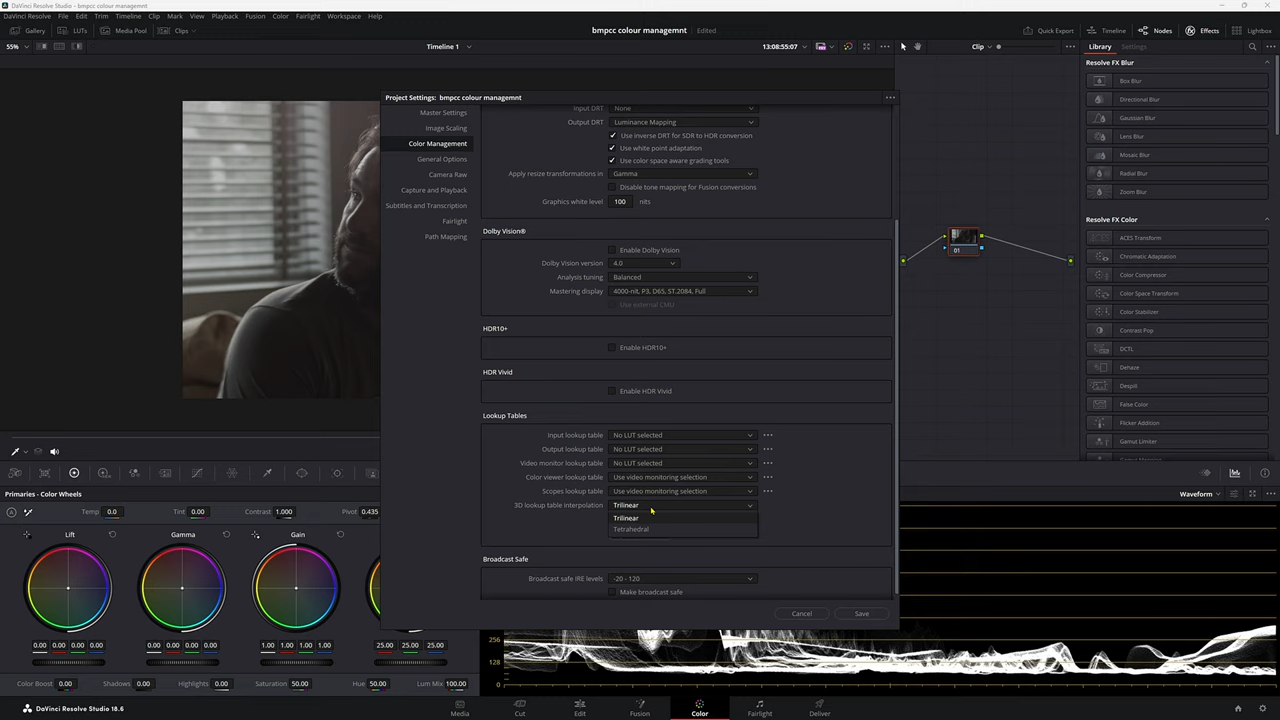 DaVinci Resolve Studio - bmpcc colour managemnt
DaVinci Resolve File Edit Trim Timeline Clip Mark View Playback Fusion Color Fairlight Workspace Help
Gallery LUTs Media Pool Clips bmpcc colour managemnt Edited Quick Export Timeline Nodes Effects Lightbox
55% Timeline 1 13:08:55:07 Clip Library Settings
Resolve FX Blur
Box Blur
Directional Blur
Gaussian Blur
Lens Blur
Mosaic Blur
Radial Blur
Zoom Blur
Resolve FX Color
ACES Transform
Chromatic Adaptation
Color Compressor
Color Space Transform
Color Stabilizer
Contrast Pop
DCTL
Dehaze
Despill
False Color
Flicker Addition
Gamut Limiter
01
Project Settings: bmpcc colour managemnt
Master Settings
Image Scaling
Color Management
General Options
Camera Raw
Capture and Playback
Subtitles and Transcription
Fairlight
Path Mapping
Input DRT None
Output DRT Luminance Mapping
Use inverse DRT for SDR to HDR conversion
Use white point adaptation
Use color space aware grading tools
Apply resize transformations in Gamma
Disable tone mapping for Fusion conversions
Graphics white level 100 nits
Dolby Vision®
Enable Dolby Vision
Dolby Vision version 4.0
Analysis tuning Balanced
Mastering display 4000-nit, P3, D65, ST.2084, Full
Use external CMU
HDR10+
Enable HDR10+
HDR Vivid
Enable HDR Vivid
Lookup Tables
Input lookup table No LUT selected
Output lookup table No LUT selected
Video monitor lookup table No LUT selected
Color viewer lookup table Use video monitoring selection
Scopes lookup table Use video monitoring selection
3D lookup table interpolation Trilinear
Trilinear
Tetrahedral
Broadcast Safe
Broadcast safe IRE levels -20 - 120
Make broadcast safe
Cancel Save
Primaries - Color Wheels
Temp 0.0 Tint 0.00 Contrast 1.000 Pivot 0.435
Lift Gamma Gain
0.00 0.00 0.00 0.00 0.00 0.00 0.00 0.00 1.00 1.00 1.00 1.00 25.00 25.00
Color Boost 0.00 Shadows 0.00 Highlights 0.00 Saturation 50.00 Hue 50.00 Lum Mix 100.00
Waveform
256
128
0
DaVinci Resolve Studio 18.6 Media Cut Edit Fusion Color Fairlight Deliver